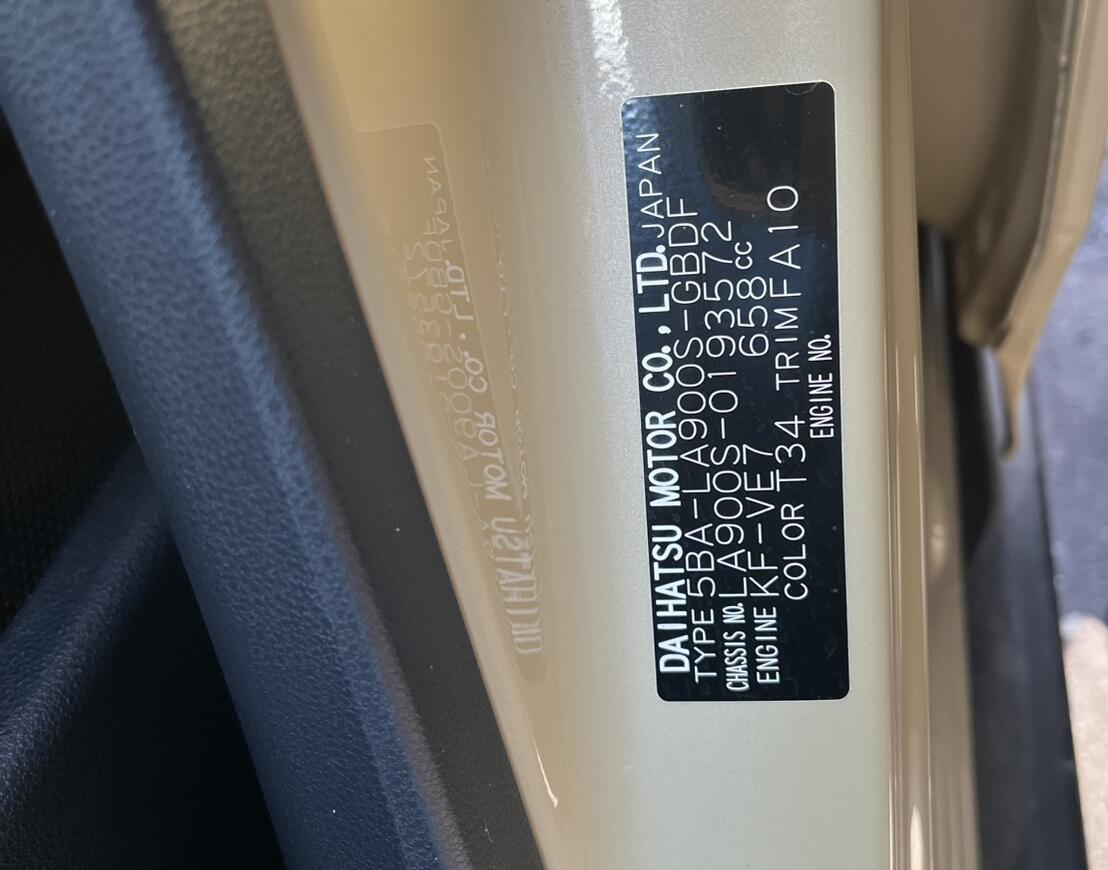 DAIHATSU MOTOR CO., LTD. JAPAN
TYPE 5BA-LA900S-GBDF
CHASSIS NO. LA900S-0193572
ENGINE KF-VE7 658cc
COLOR T34 TRIM FA10
ENGINE NO.